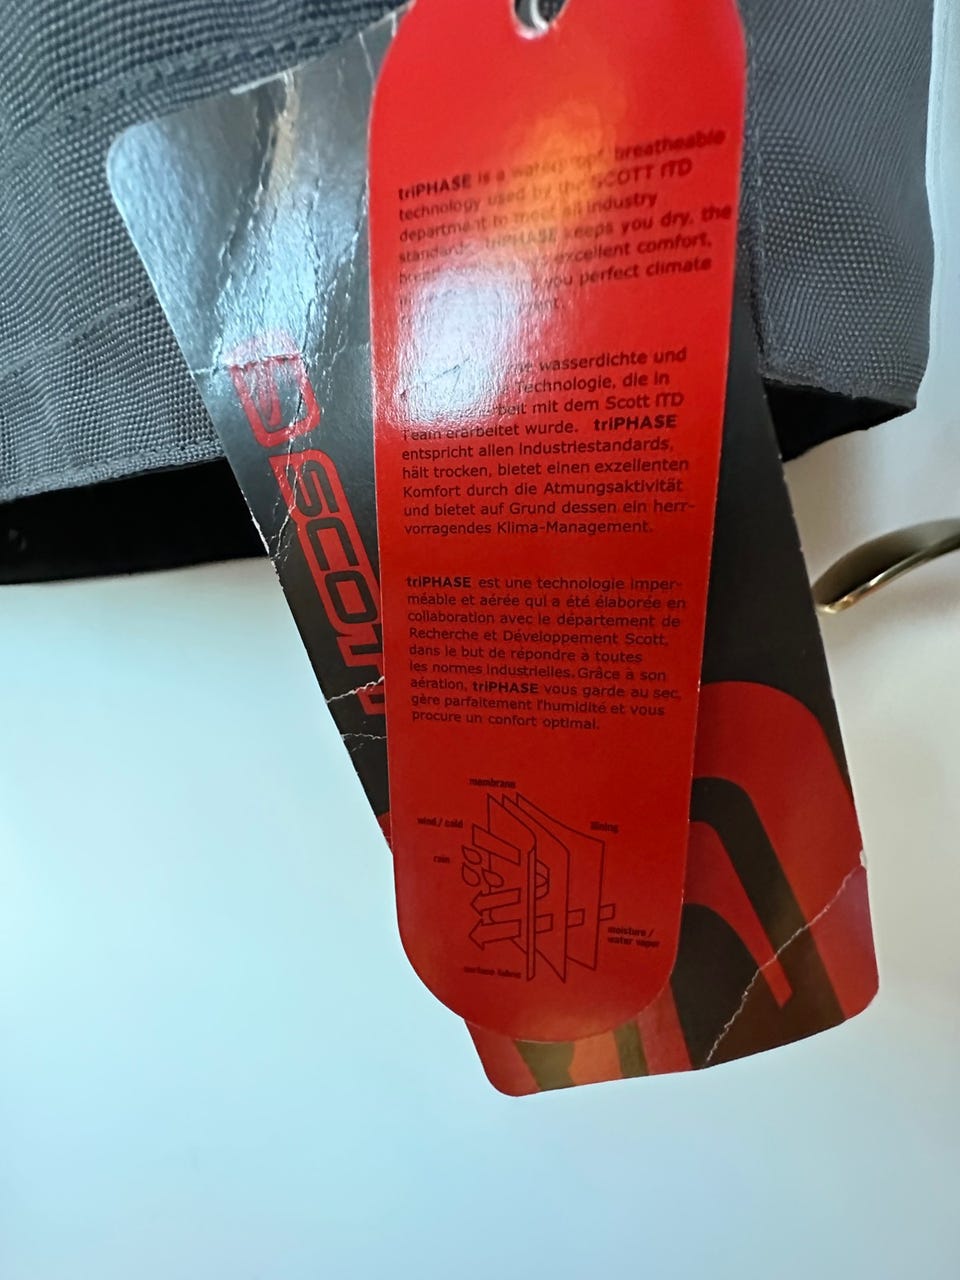 triPHASE is a waterproof, breatheable
technology used by the SCOTT ITD
department to meet all industry
standards. triPHASE keeps you dry, the
excellent comfort,
you perfect climate
wasserdichte und
Technologie, die in
mit dem Scott ITD
Team erarbeitet wurde. triPHASE
entspricht allen industriestandards,
hält trocken, bietet einen exzellenten
Komfort durch die Atmungsaktivität
und bietet auf Grund dessen ein herr-
vorragendes Klima-Management.
triPHASE est une technologie imper-
méable et aérée qui a été élaborée en
collaboration avec le département de
Recherche et Développement Scott,
dans le but de répondre à toutes
les normes industrielles. Grâce à son
aération, triPHASE vous garde au sec,
gère parfaitement l'humidité et vous
procure un confort optimal.
membrane
wind / cold
lining
rain
moisture /
water vapor
surface fabric
SCOTT